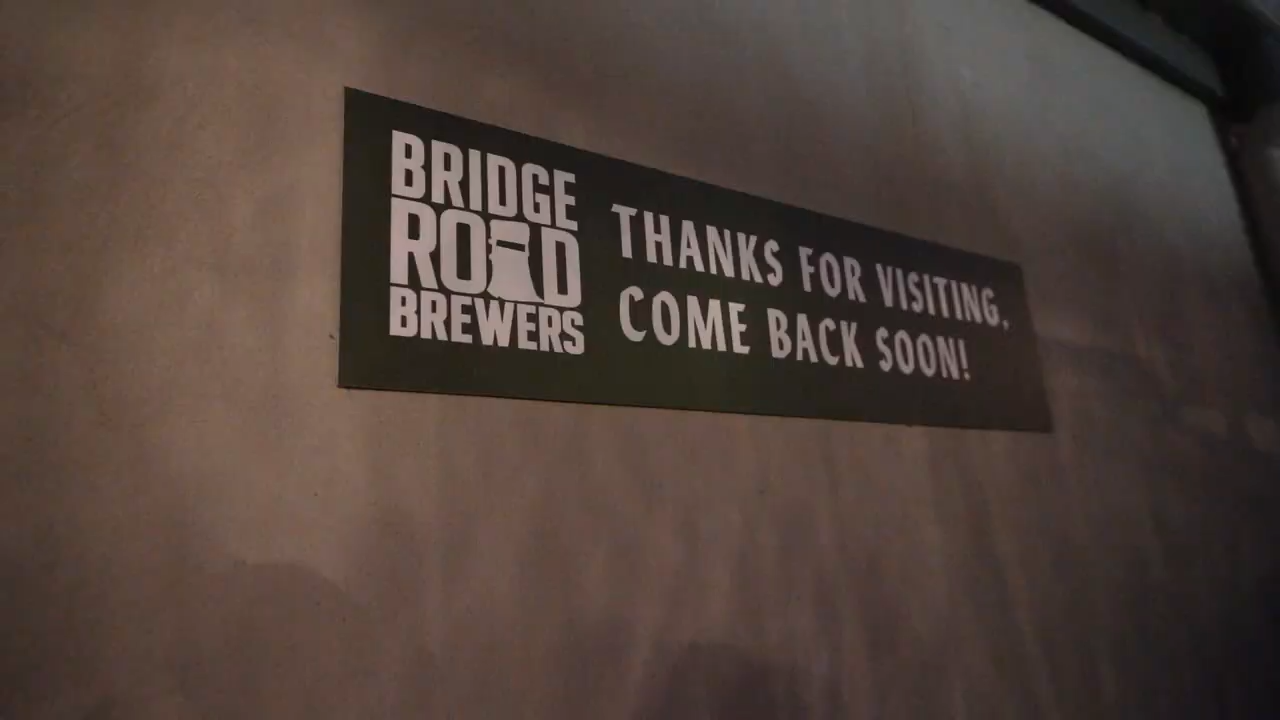 BRIDGE
ROAD
BREWERS
THANKS FOR VISITING,
COME BACK SOON!